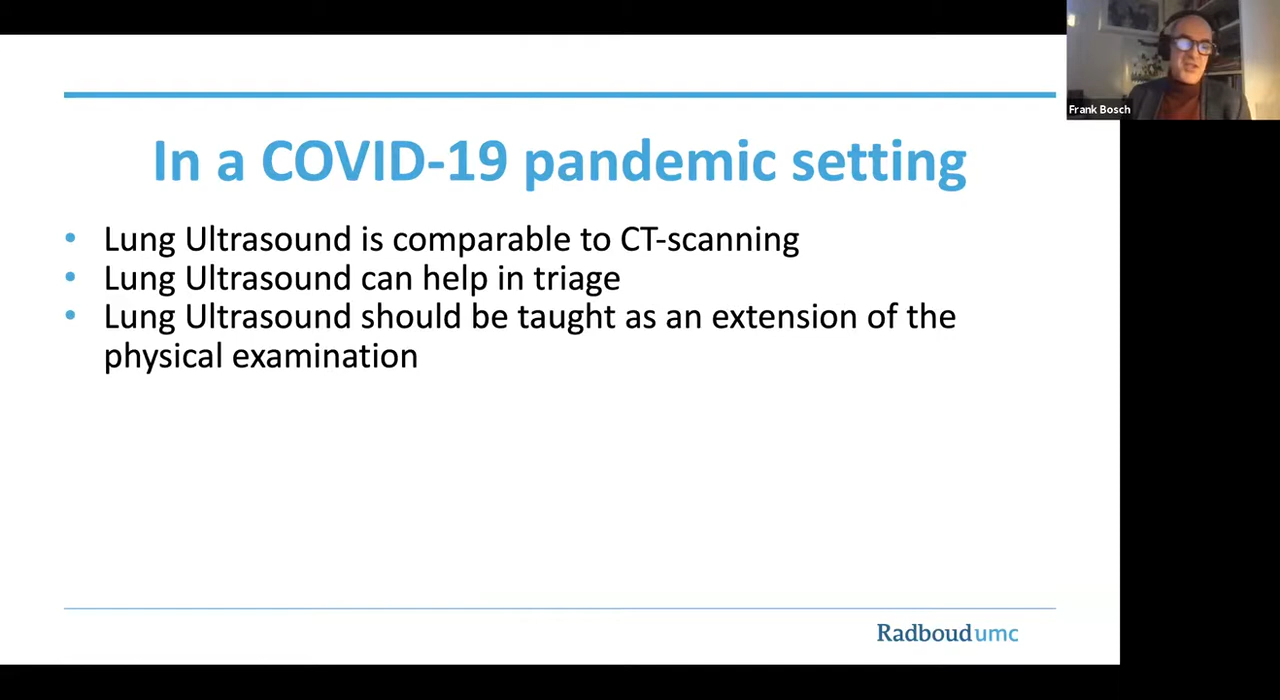 Frank Bosch
In a COVID-19 pandemic setting
• Lung Ultrasound is comparable to CT-scanning
• Lung Ultrasound can help in triage
• Lung Ultrasound should be taught as an extension of the
physical examination
Radboudumc